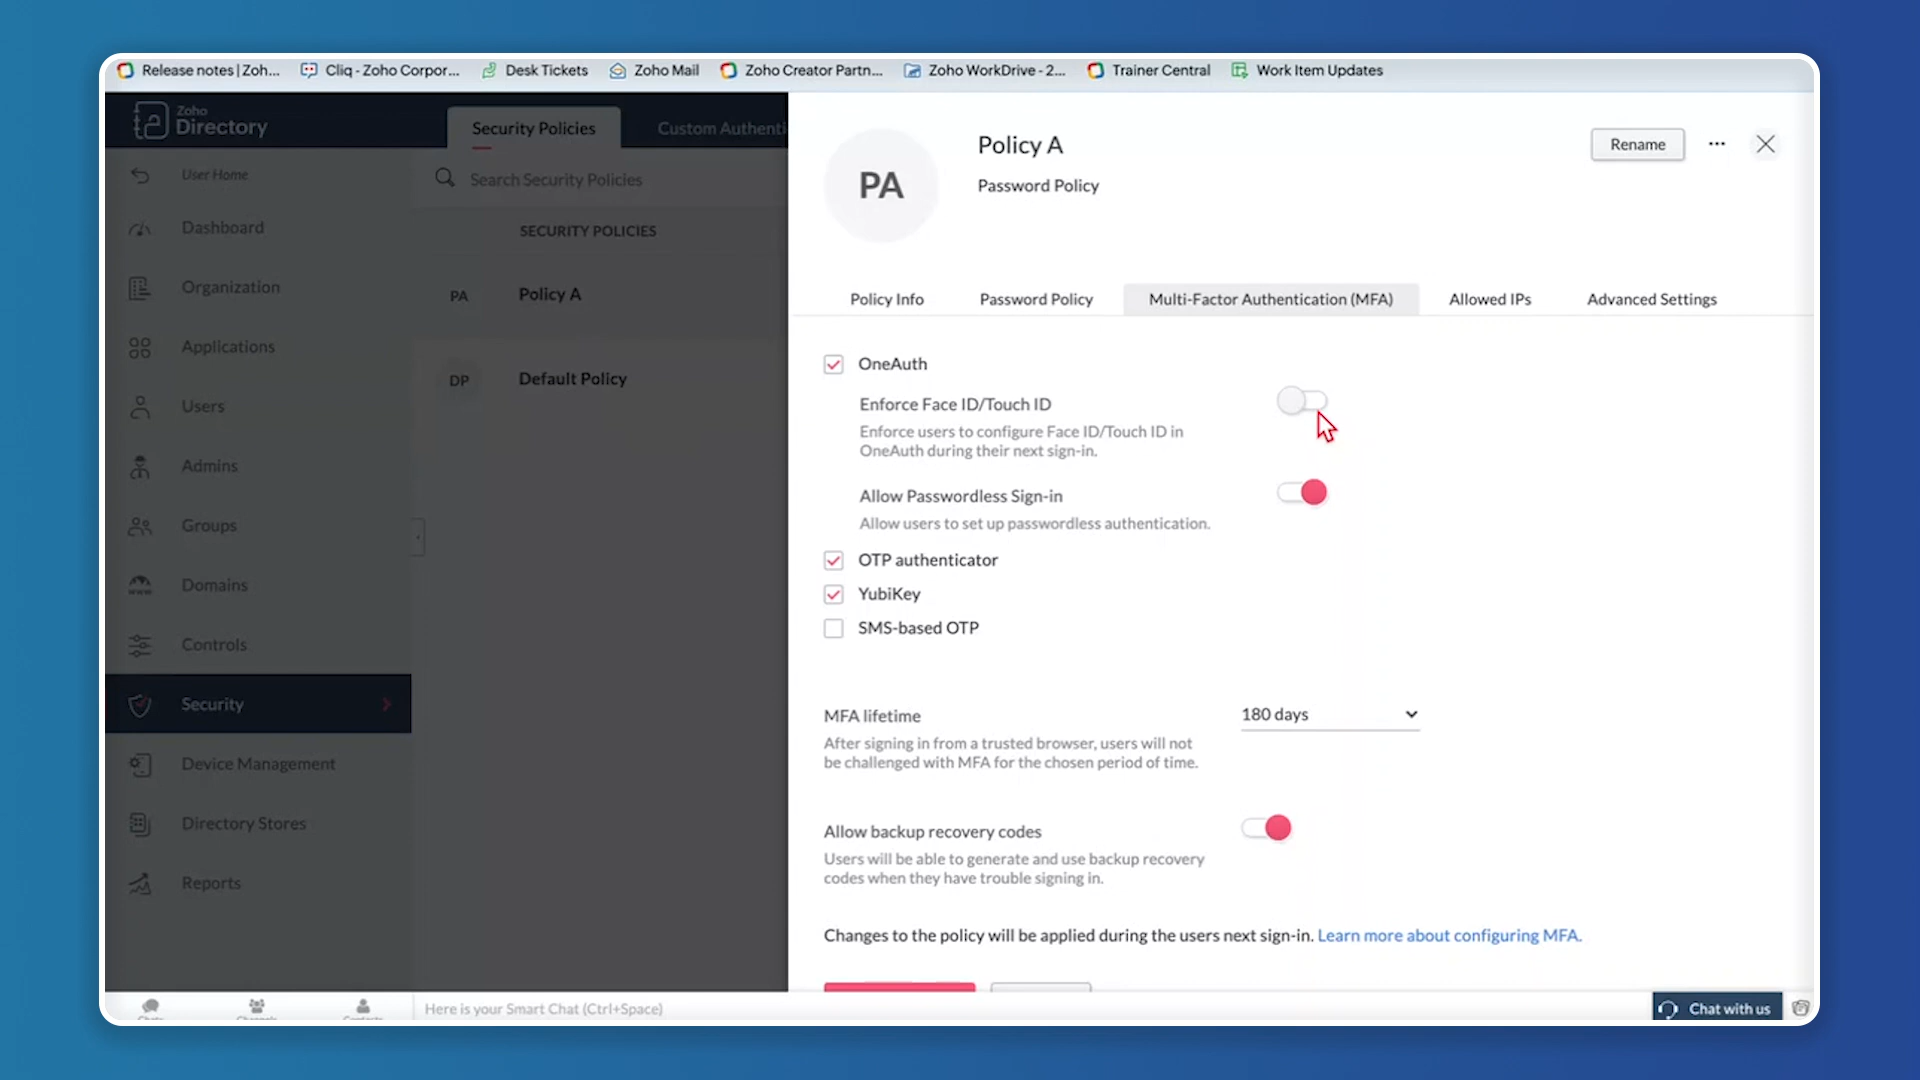 Release notes | Zoh...
Cliq - Zoho Corpor...
Desk Tickets
Zoho Mail
Zoho Creator Partn...
Zoho WorkDrive - 2...
Trainer Central
Work Item Updates
Zoho
Directory
User Home
Dashboard
Organization
Applications
Users
Admins
Groups
Domains
Controls
Security
Device Management
Directory Stores
Reports
Security Policies
Custom Authenti
Search Security Policies
SECURITY POLICIES
PA
Policy A
DP
Default Policy
PA
Policy A
Password Policy
Rename
Policy Info
Password Policy
Multi-Factor Authentication (MFA)
Allowed IPs
Advanced Settings
OneAuth
Enforce Face ID/Touch ID
Enforce users to configure Face ID/Touch ID in
OneAuth during their next sign-in.
Allow Passwordless Sign-in
Allow users to set up passwordless authentication.
OTP authenticator
YubiKey
SMS-based OTP
MFA lifetime
180 days
After signing in from a trusted browser, users will not
be challenged with MFA for the chosen period of time.
Allow backup recovery codes
Users will be able to generate and use backup recovery
codes when they have trouble signing in.
Changes to the policy will be applied during the users next sign-in. Learn more about configuring MFA.
Here is your Smart Chat (Ctrl+Space)
Chat with us